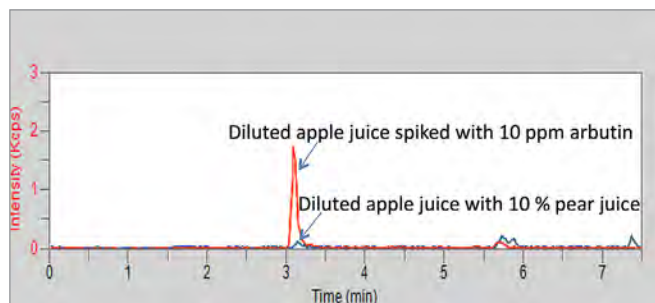 3
2
1
0
Intensity (Kcps)
Diluted apple juice spiked with 10 ppm arbutin
Diluted apple juice with 10 % pear juice
0 1 2 3 4 5 6 7
Time (min)